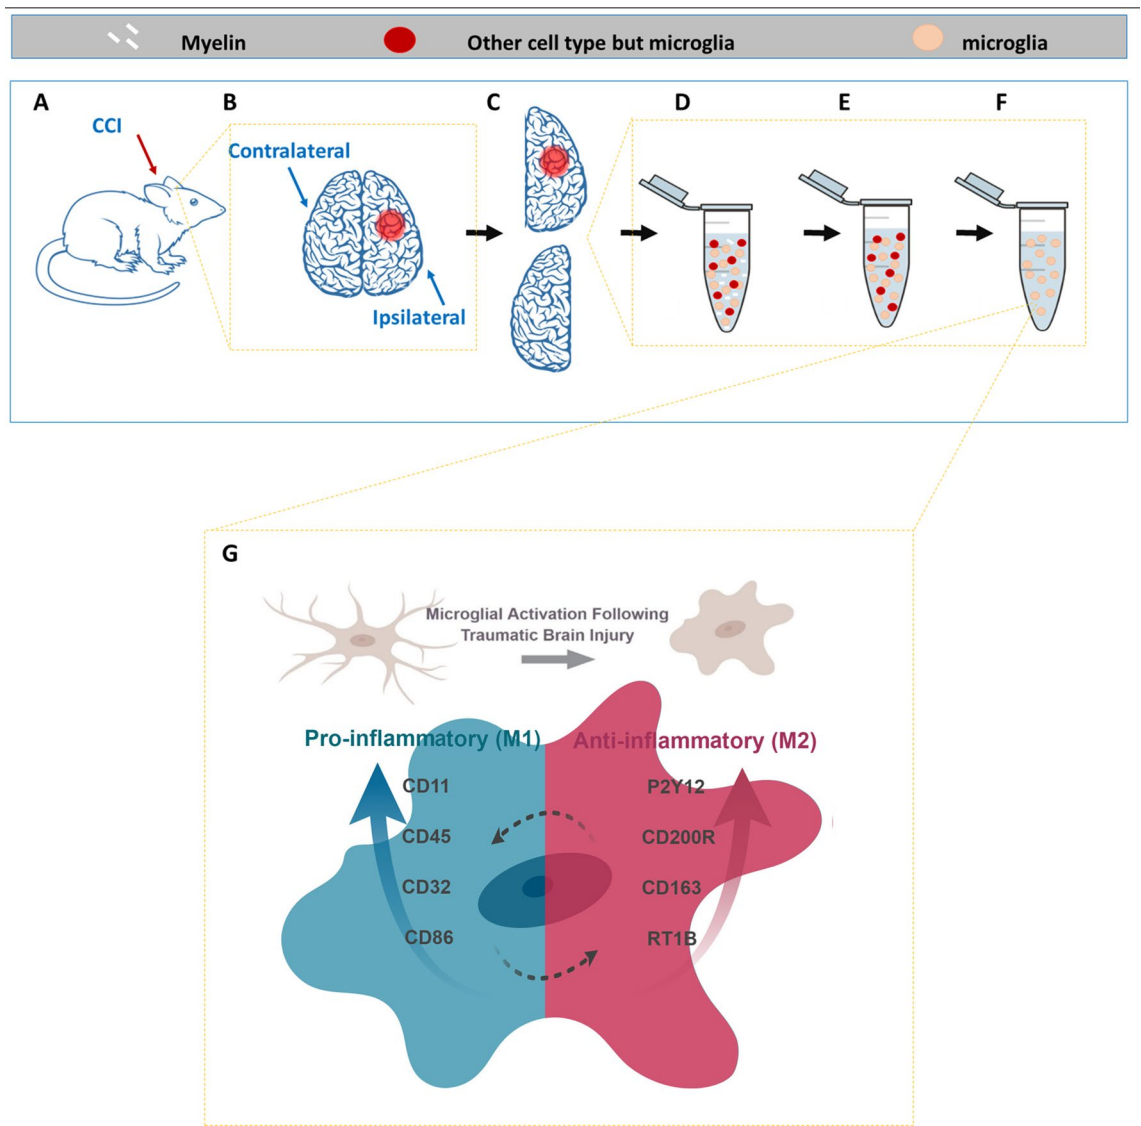 Myelin
Other cell type but microglia
microglia
A
B
C
D
E
F
CCI
Contralateral
Ipsilateral
G
Microglial Activation Following
Traumatic Brain Injury
Pro-inflammatory (M1)
Anti-inflammatory (M2)
CD11
P2Y12
CD45
CD200R
CD32
CD163
CD86
RT1B